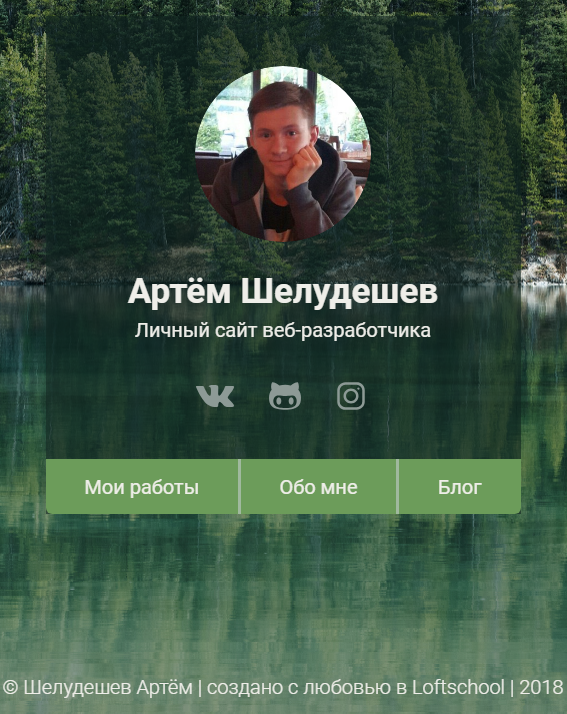 Артём Шелудешев
Личный сайт веб-разработчика
Мои работы
Обо мне
Блог
© Шелудешев Артём | создано с любовью в Loftschool | 2018